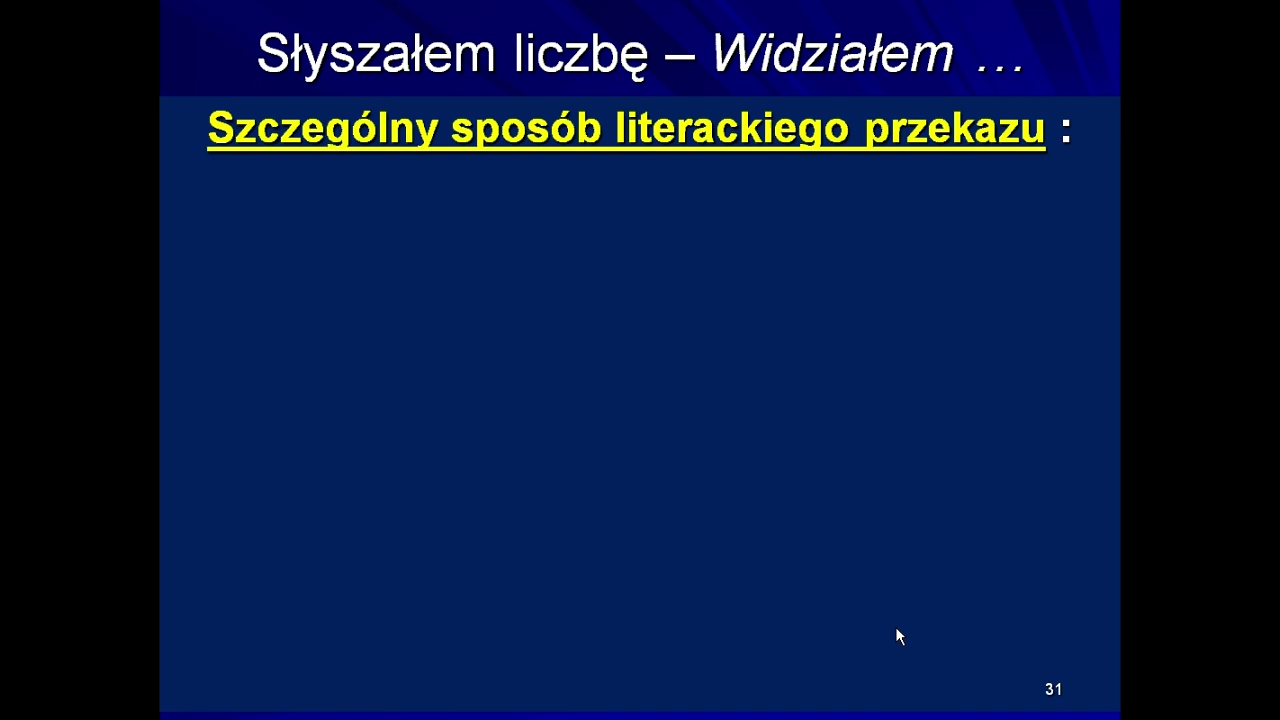 Słyszałem liczbę – Widziałem …
Szczególny sposób literackiego przekazu :
31